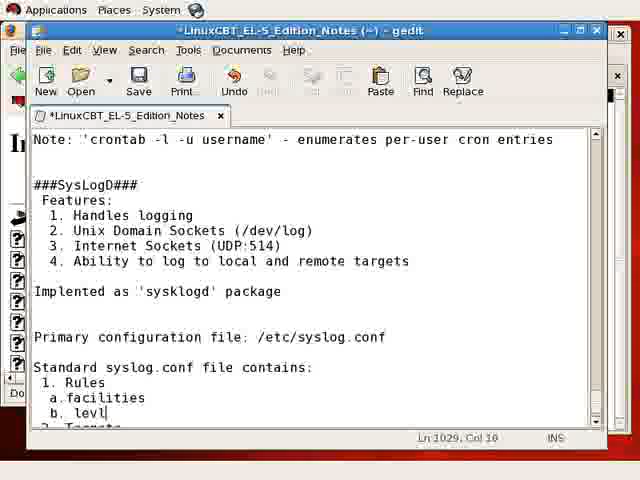 Applications Places System
*LinuxCBT_EL-5_Edition_Notes (~) - gedit
File Edit View Search Tools Documents Help
New Open Save Print... Undo Cut Copy Paste Find Replace
*LinuxCBT_EL-5_Edition_Notes
Note: 'crontab -l -u username' - enumerates per-user cron entries
###SysLogD###
Features:
1. Handles logging
2. Unix Domain Sockets (/dev/log)
3. Internet Sockets (UDP:514)
4. Ability to log to local and remote targets
Implented as 'sysklogd' package
Primary configuration file: /etc/syslog.conf
Standard syslog.conf file contains:
1. Rules
a.facilities
b. levl
Ln 1029, Col 10 INS